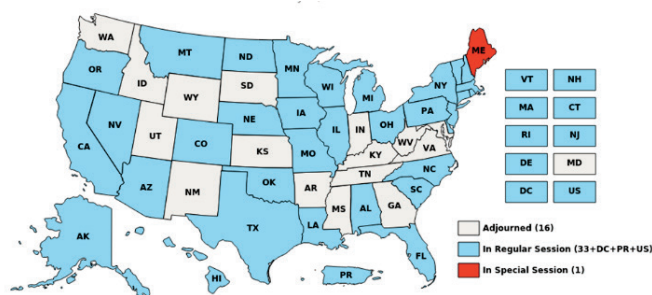 WA
MT
ND
MN
ME
OR
ID
SD
WI
NY
WY
MI
VT
NH
NE
IA
PA
MA
CT
NV
UT
IL
IN
OH
RI
NJ
CA
CO
KS
MO
WV
VA
KY
DE
MD
NC
TN
AZ
NM
OK
AR
SC
DC
US
MS
AL
GA
TX
LA
Adjourned (16)
AK
In Regular Session (33+DC+PR+US)
FL
HI
PR
In Special Session (1)